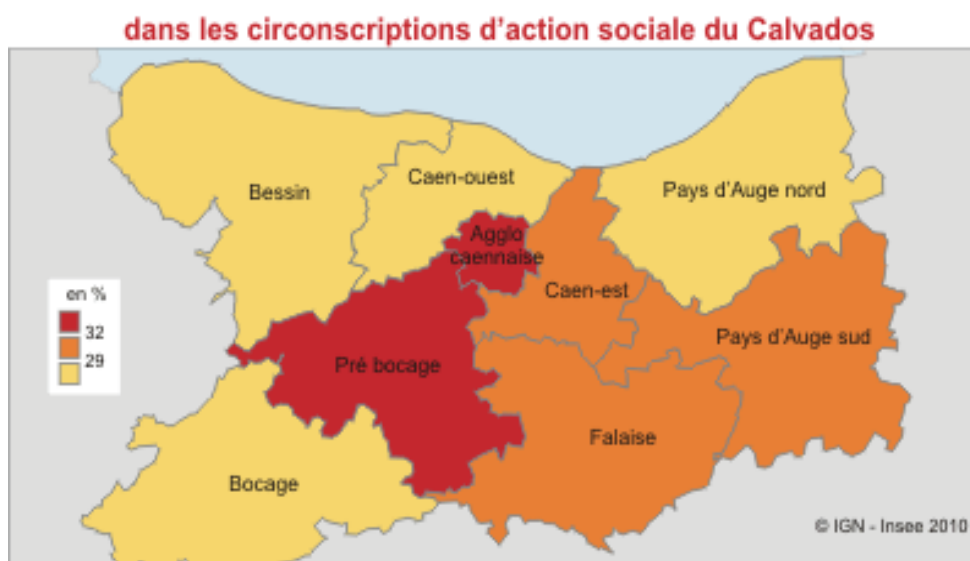 dans les circonscriptions d'action sociale du Calvados
Bessin
Caen-ouest
Pays d'Auge nord
Agglo
caennaise
Caen-est
en %
32
29
Pays d'Auge sud
Pré bocage
Falaise
Bocage
© IGN - Insee 2010